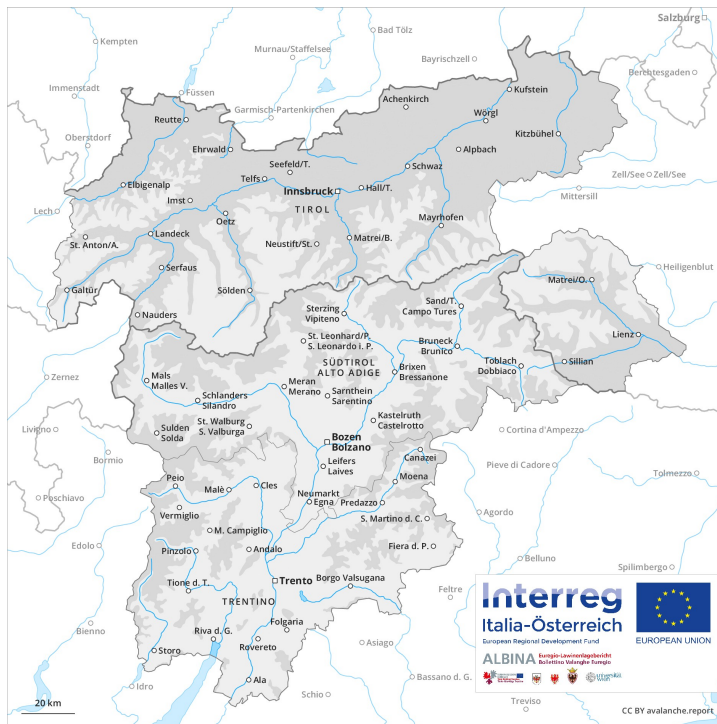 Salzburg
Kempten
Bad Tölz
Murnau/Staffelsee
Bayrischzell
Berchtesgaden
Immenstadt
Füssen
Garmisch-Partenkirchen
Achenkirch
Kufstein
Reutte
Wörgl
Oberstdorf
Kitzbühel
Ehrwald
Alpbach
Seefeld/T.
Schwaz
Telfs
Zell/See
Zell/See
Elbigenalp
Innsbruck
Hall/T.
Mittersill
Imst
TIROL
Lech
Oetz
Mayrhofen
Landeck
St. Anton/A.
Neustift/St.
Matrei/B.
Serfaus
Heiligenblut
Galtür
Sölden
Matrei/O.
Nauders
Sterzing
Vipiteno
Sand/T.
Campo Tures
Lienz
St. Leonhard/P.
S. Leonardo i. P.
Bruneck
Brunico
SÜDTIROL
ALTO ADIGE
Toblach
Dobbiaco
Sillian
Zernez
Mals
Malles V.
Meran
Merano
Brixen
Bressanone
Schlanders
Silandro
Sarnthein
Sarentino
Livigno
St. Walburg
S. Valburga
Kastelruth
Castelrotto
Sulden
Solda
Bozen
Bolzano
Cortina d'Ampezzo
Bormio
Canazei
Leifers
Laives
Pieve di Cadore
Tolmezzo
Peio
Malè
Cles
Moena
Poschiavo
Neumarkt
Egna
Predazzo
Vermiglio
Agordo
S. Martino d. C.
M. Campiglio
Edolo
Pinzolo
Andalo
Fiera d. P.
Belluno
Spilimbergo
Tione d. T.
Trento
Borgo Valsugana
Feltre
TRENTINO
Folgaria
Bienno
Riva d. G.
Rovereto
Asiago
Storo
Ala
Idro
Schio
Bassano d. G.
Treviso
Interreg
Italia-Österreich
European Regional Development Fund
EUROPEAN UNION
ALBINA
Euregio-Lawinenlagebericht
Bollettino Valanghe Euregio
universität
wien
20 km
CC BY avalanche.report